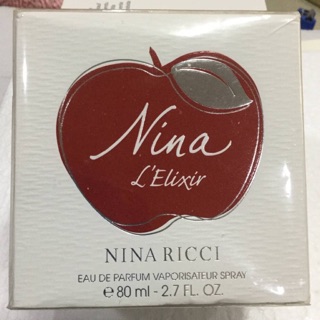 Nina
L'Elixir
NINA RICCI
EAU DE PARFUM VAPORISATEUR SPRAY
℮ 80 ml - 2.7 FL. OZ.